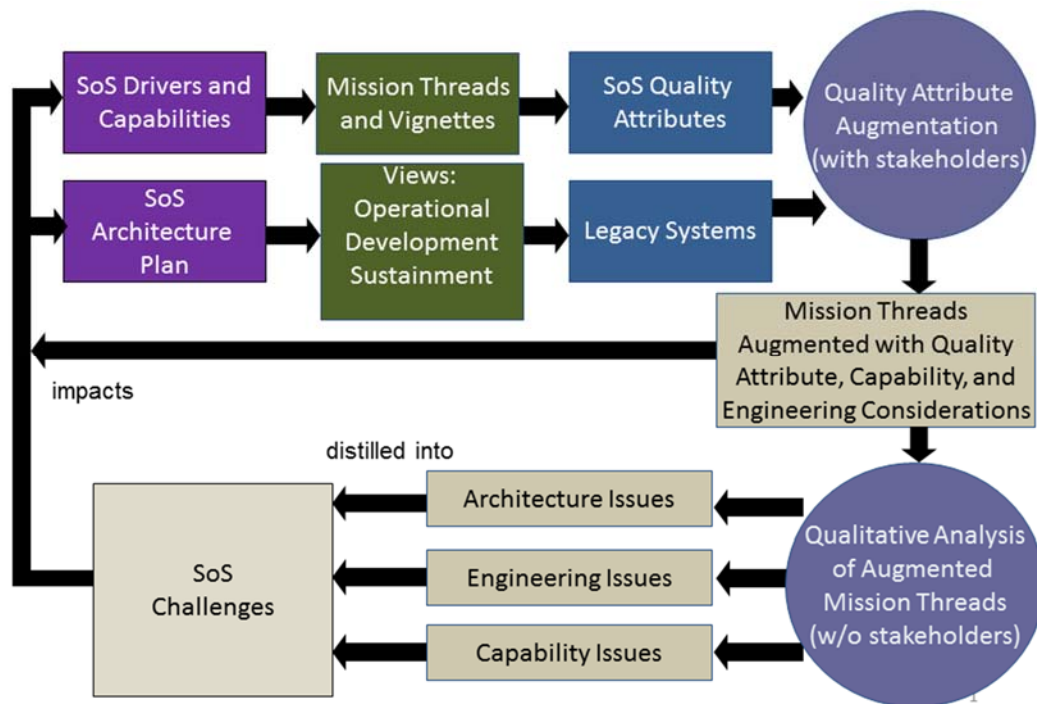 SoS Drivers and
Capabilities
Mission Threads
and Vignettes
SoS Quality
Attributes
Quality Attribute
Augmentation
(with stakeholders)
SoS
Architecture
Plan
Views:
Operational
Development
Sustainment
Legacy Systems
Mission Threads
Augmented with Quality
Attribute, Capability, and
Engineering Considerations
impacts
distilled into
Architecture Issues
Engineering Issues
Capability Issues
SoS
Challenges
Qualitative Analysis
of Augmented
Mission Threads
(w/o stakeholders)